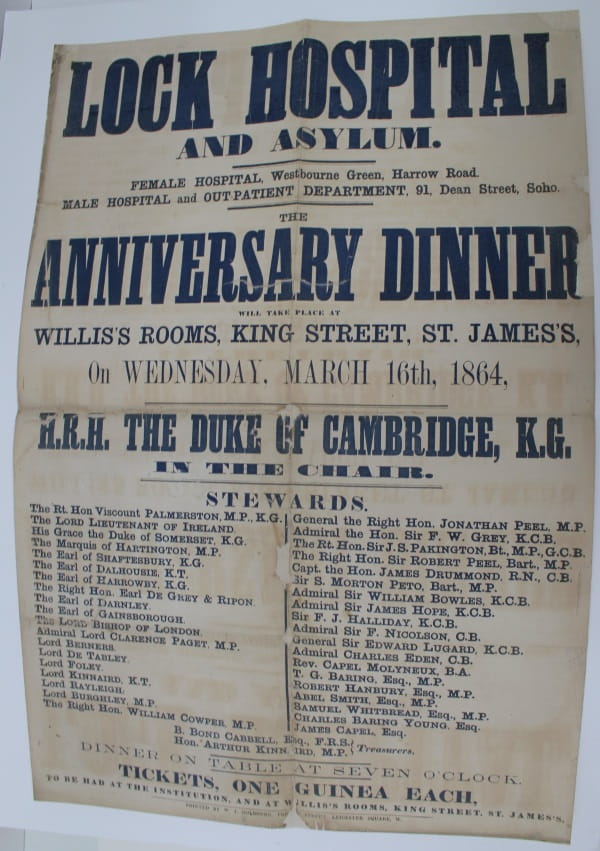 LOCK HOSPITAL
AND ASYLUM.
FEMALE HOSPITAL, Westbourne Green, Harrow Road.
MALE HOSPITAL and OUT-PATIENT DEPARTMENT, 91, Dean Street, Soho.
THE
ANNIVERSARY DINNER
WILL TAKE PLACE AT
WILLIS'S ROOMS, KING STREET, ST. JAMES'S,
On WEDNESDAY, MARCH 16th, 1864,
H.R.H. THE DUKE OF CAMBRIDGE, K.G.
IN THE CHAIR.
STEWARDS.
The Rt. Hon Viscount PALMERSTON, M.P., K.G.
The LORD LIEUTENANT OF IRELAND.
His Grace the Duke of SOMERSET, K.G.
The Marquis of HARTINGTON, M.P.
The Earl of SHAFTESBURY, K.G.
The Earl of DALHOUSIE, K.T.
The Earl of HARROWBY, K.G.
The Right Hon. Earl DE GREY & RIPON.
The Earl of DARNLEY.
The Earl of GAINSBOROUGH.
The LORD BISHOP OF LONDON.
Admiral Lord CLARENCE PAGET, M.P.
Lord BERNERS.
Lord DE TABLEY.
Lord FOLEY.
Lord KINNAIRD, K.T.
Lord RAYLEIGH.
Lord BURGHLEY, M.P.
The Right Hon. WILLIAM COWPER, M.P.
General the Right Hon. JONATHAN PEEL, M.P.
Admiral the Hon. Sir F. W. GREY, K.C.B.
The Rt. Hon. Sir J. S. PAKINGTON, Bt., M.P., G.C.B.
The Right Hon. Sir ROBERT PEEL, Bart., M.P.
Capt. the Hon. JAMES DRUMMOND, R.N., C.B.
Sir S. MORTON PETO, Bart., M.P.
Admiral Sir WILLIAM BOWLES, K.C.B.
Admiral Sir JAMES HOPE, K.C.B.
Sir F. J. HALLIDAY, K.C.B.
Admiral Sir F. NICOLSON, C.B.
General Sir EDWARD LUGARD, K.C.B.
Admiral CHARLES EDEN, C.B.
Rev. CAPEL MOLYNEUX, B.A.
T. G. BARING, Esq., M.P.
ROBERT HANBURY, Esq., M.P.
ABEL SMITH, Esq., M.P.
SAMUEL WHITBREAD, Esq., M.P.
CHARLES BARING YOUNG, Esq.
JAMES CAPEL, Esq.
B. BOND CABBELL, Esq., F.R.S.
Hon. ARTHUR KINNAIRD, M.P. } Treasurers.
DINNER ON TABLE AT SEVEN O'CLOCK.
TICKETS, ONE GUINEA EACH,
TO BE HAD AT THE INSTITUTION, AND AT WILLIS'S ROOMS, KING STREET, ST. JAMES'S.
PRINTED BY W. J. STREET, LEICESTER SQUARE, W.